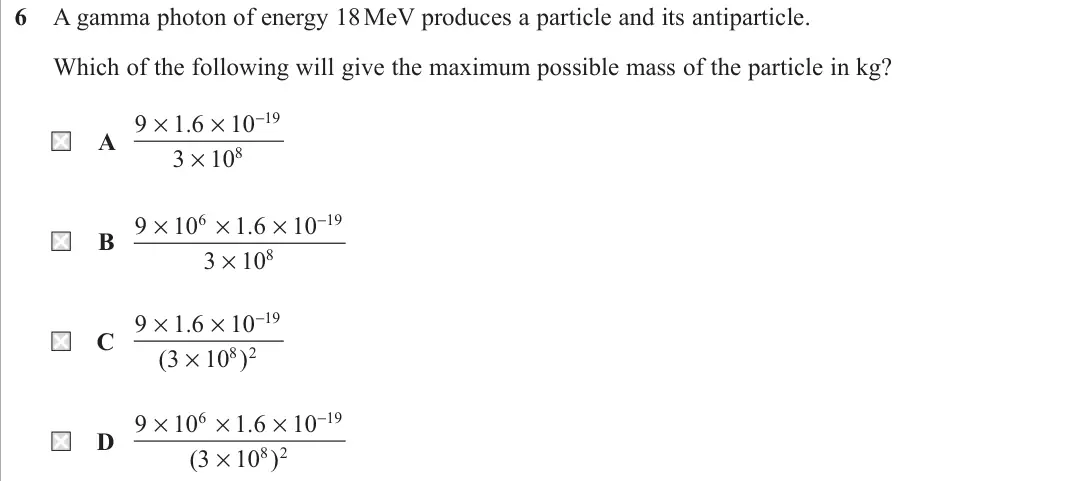 6 A gamma photon of energy 18 MeV produces a particle and its antiparticle.
Which of the following will give the maximum possible mass of the particle in kg?
A (9 × 1.6 × 10⁻¹⁹) / (3 × 10⁸)
B (9 × 10⁶ × 1.6 × 10⁻¹⁹) / (3 × 10⁸)
C (9 × 1.6 × 10⁻¹⁹) / (3 × 10⁸)²
D (9 × 10⁶ × 1.6 × 10⁻¹⁹) / (3 × 10⁸)²